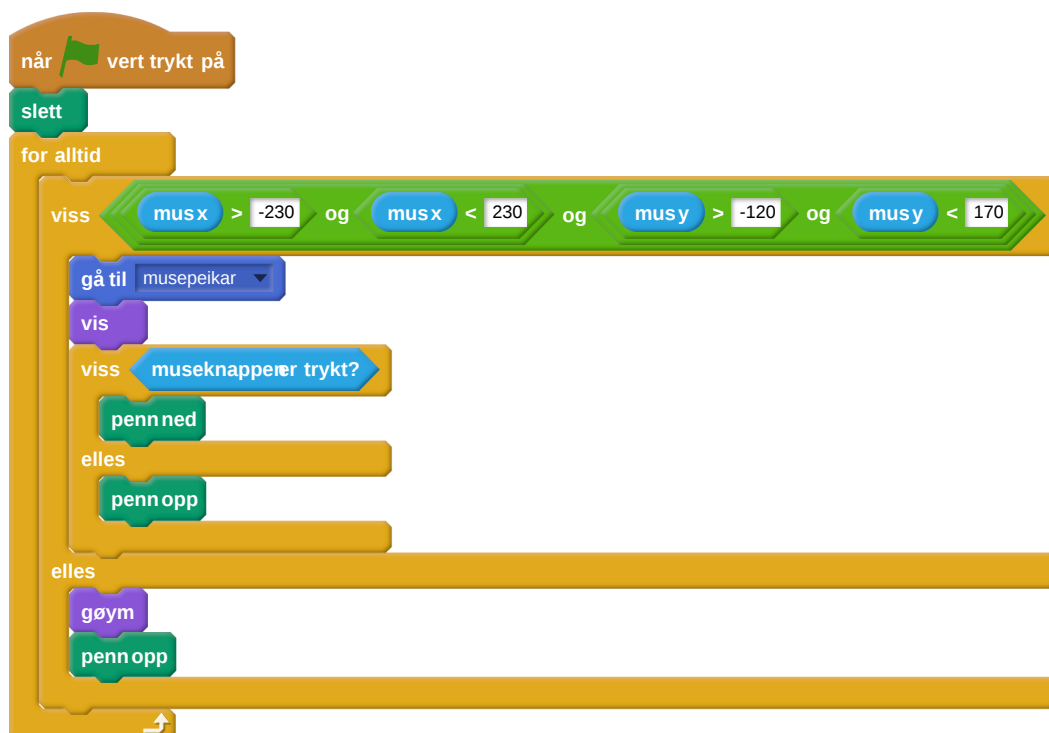 når vert trykt på
slett
for alltid
viss mus x > -230 og mus x < 230 og mus y > -120 og mus y < 170
gå til musepeikar
vis
viss museknappen er trykt?
penn ned
elles
penn opp
elles
gøym
penn opp